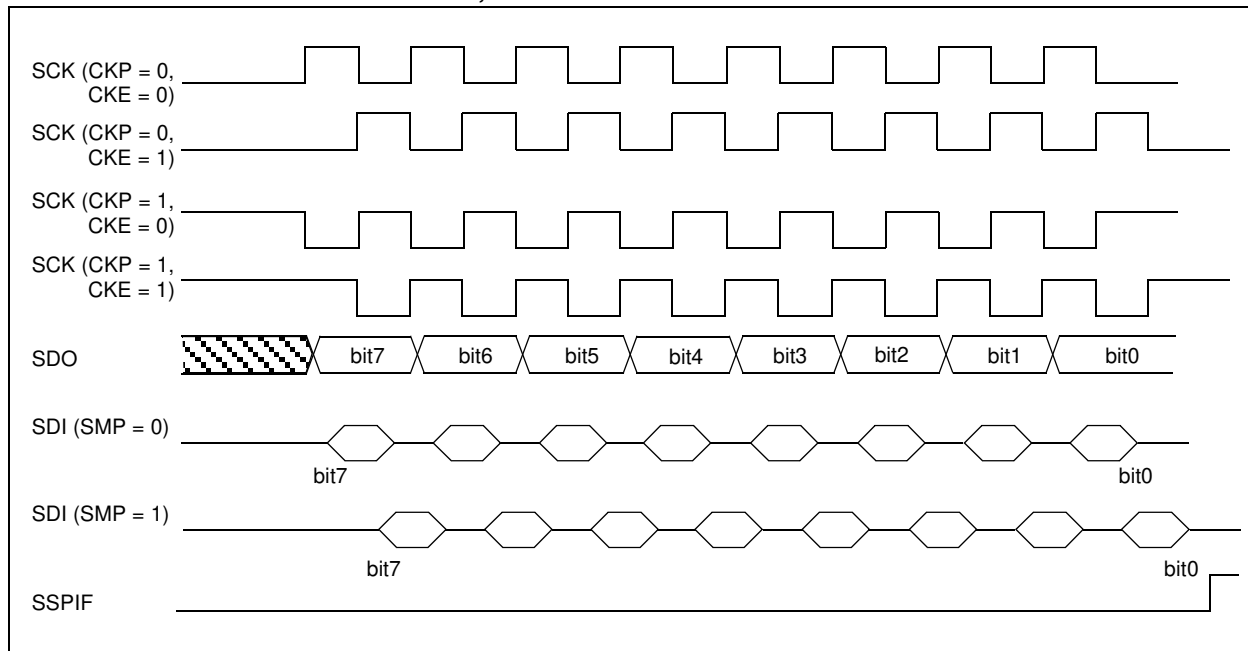 SCK (CKP = 0,
CKE = 0)
SCK (CKP = 0,
CKE = 1)
SCK (CKP = 1,
CKE = 0)
SCK (CKP = 1,
CKE = 1)
SDO bit7 bit6 bit5 bit4 bit3 bit2 bit1 bit0
SDI (SMP = 0)
bit7 bit0
SDI (SMP = 1)
bit7 bit0
SSPIF